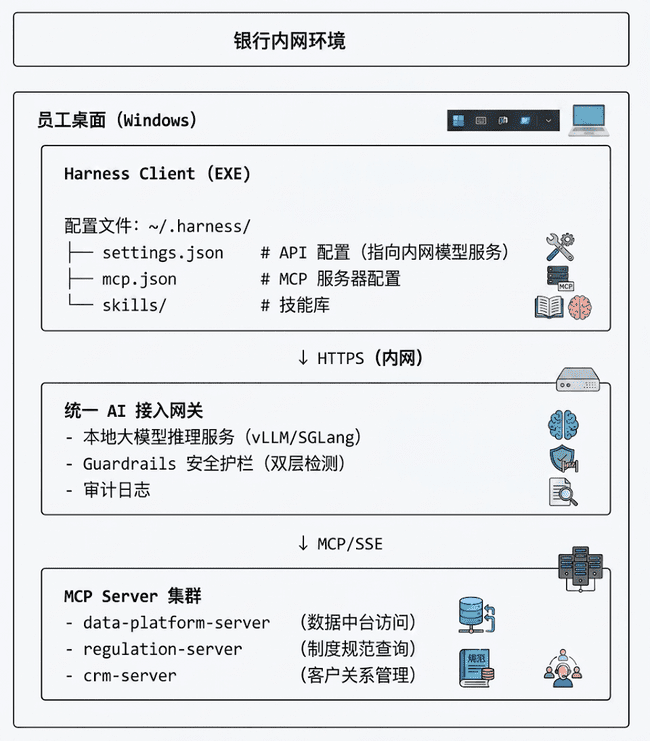 银行内网环境
员工桌面（Windows）
Harness Client (EXE)
配置文件: ~/.harness/
├── settings.json    # API 配置（指向内网模型服务）
├── mcp.json         # MCP 服务器配置
└── skills/          # 技能库
MCP
↓ HTTPS（内网）
统一 AI 接入网关
- 本地大模型推理服务（vLLM/SGLang）
- Guardrails 安全护栏（双层检测）
- 审计日志
↓ MCP/SSE
MCP Server 集群
- data-platform-server   （数据中台访问）
- regulation-server      （制度规范查询）
- crm-server             （客户关系管理）